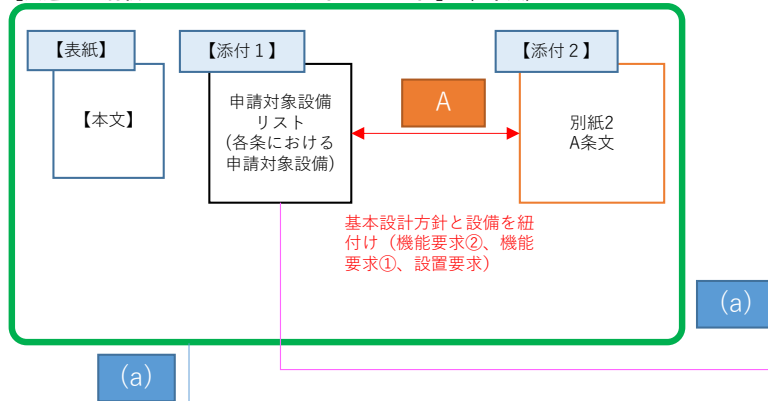 【表紙】
【本文】
【添付１】
申請対象設備
リスト
(各条における
申請対象設備)
A
【添付２】
別紙2
A条文
基本設計方針と設備を紐
付け（機能要求②、機能
要求①、設置要求）
(a)
(a)